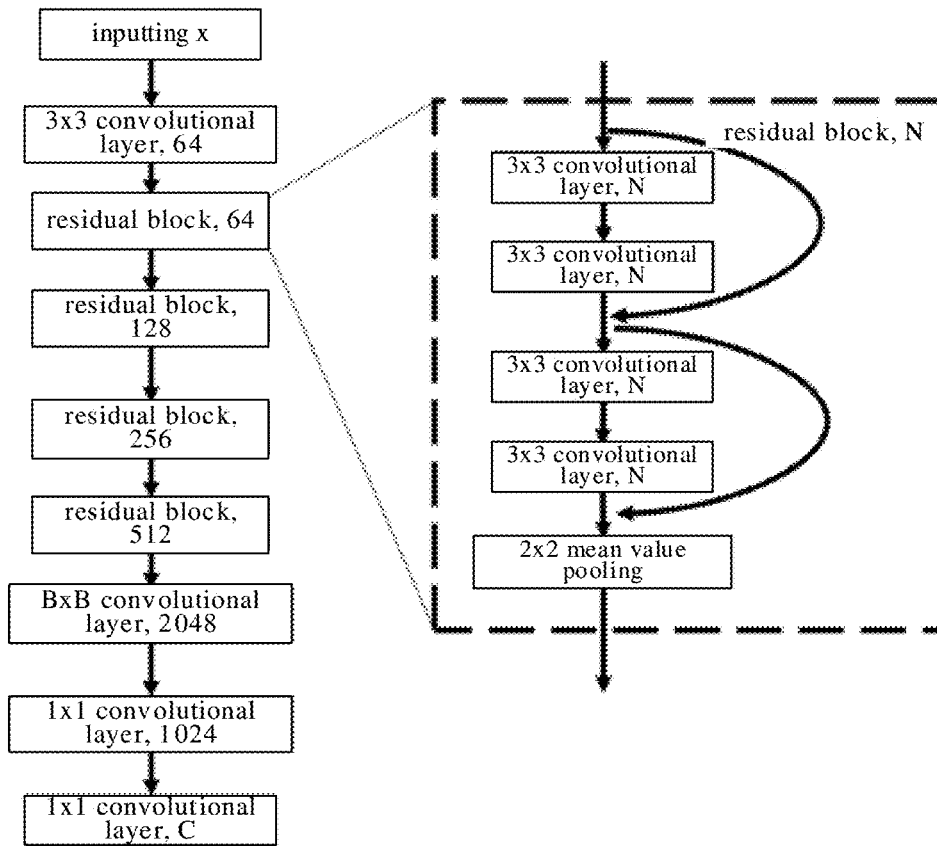 inputting x
3x3 convolutional
layer, 64
residual block, 64
residual block,
128
residual block,
256
residual block,
512
BxB convolutional
layer, 2048
1x1 convolutional
layer, 1024
1x1 convolutional
layer, C
residual block, N
3x3 convolutional
layer, N
3x3 convolutional
layer, N
3x3 convolutional
layer, N
3x3 convolutional
layer, N
2x2 mean value
pooling